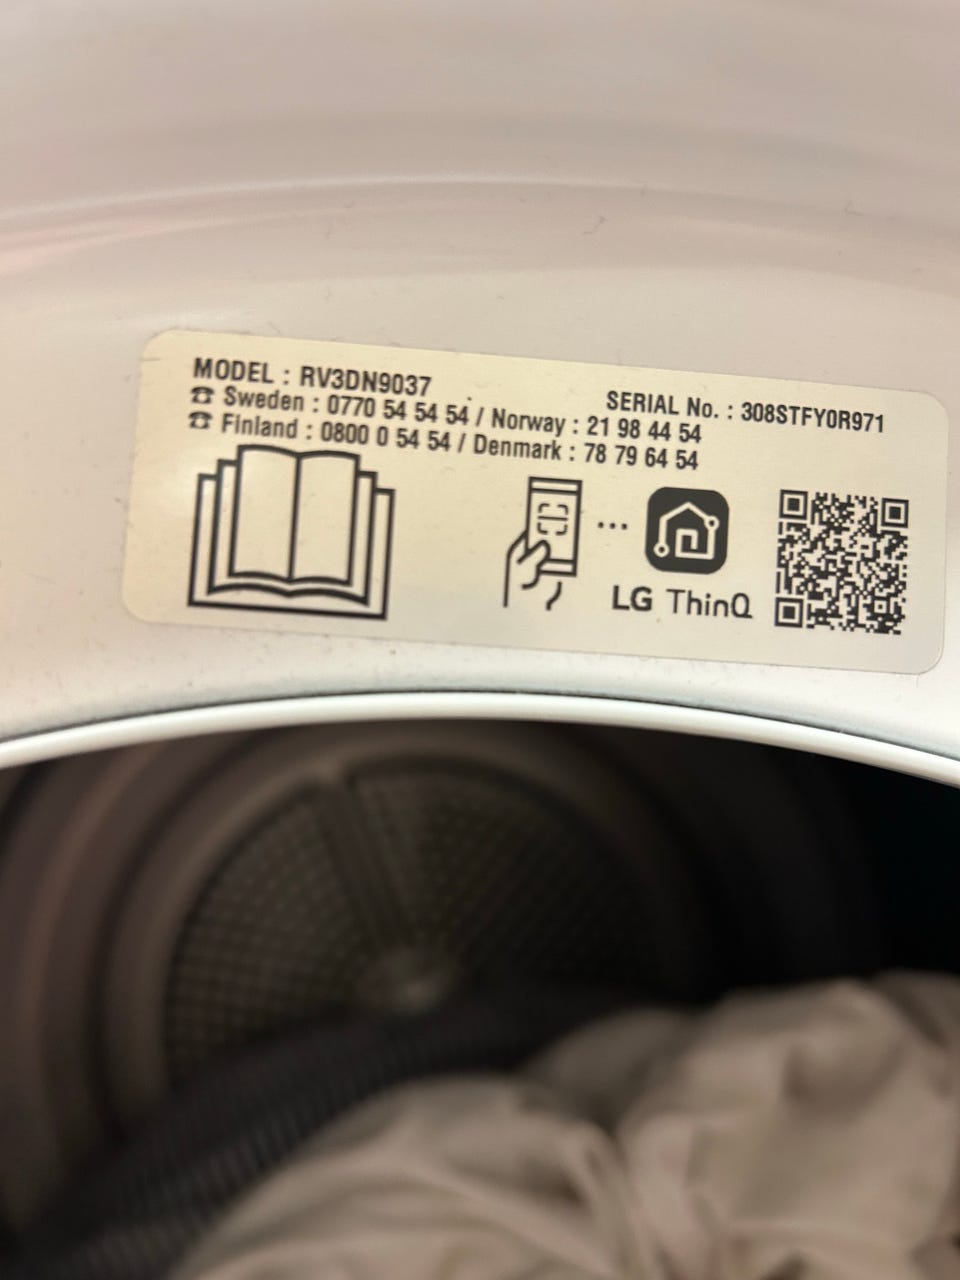 MODEL : RV3DN9037
SERIAL No. : 308STFY0R971
☎ Sweden : 0770 54 54 54 / Norway : 21 98 44 54
☎ Finland : 0800 0 54 54 / Denmark : 78 79 64 54
LG ThinQ